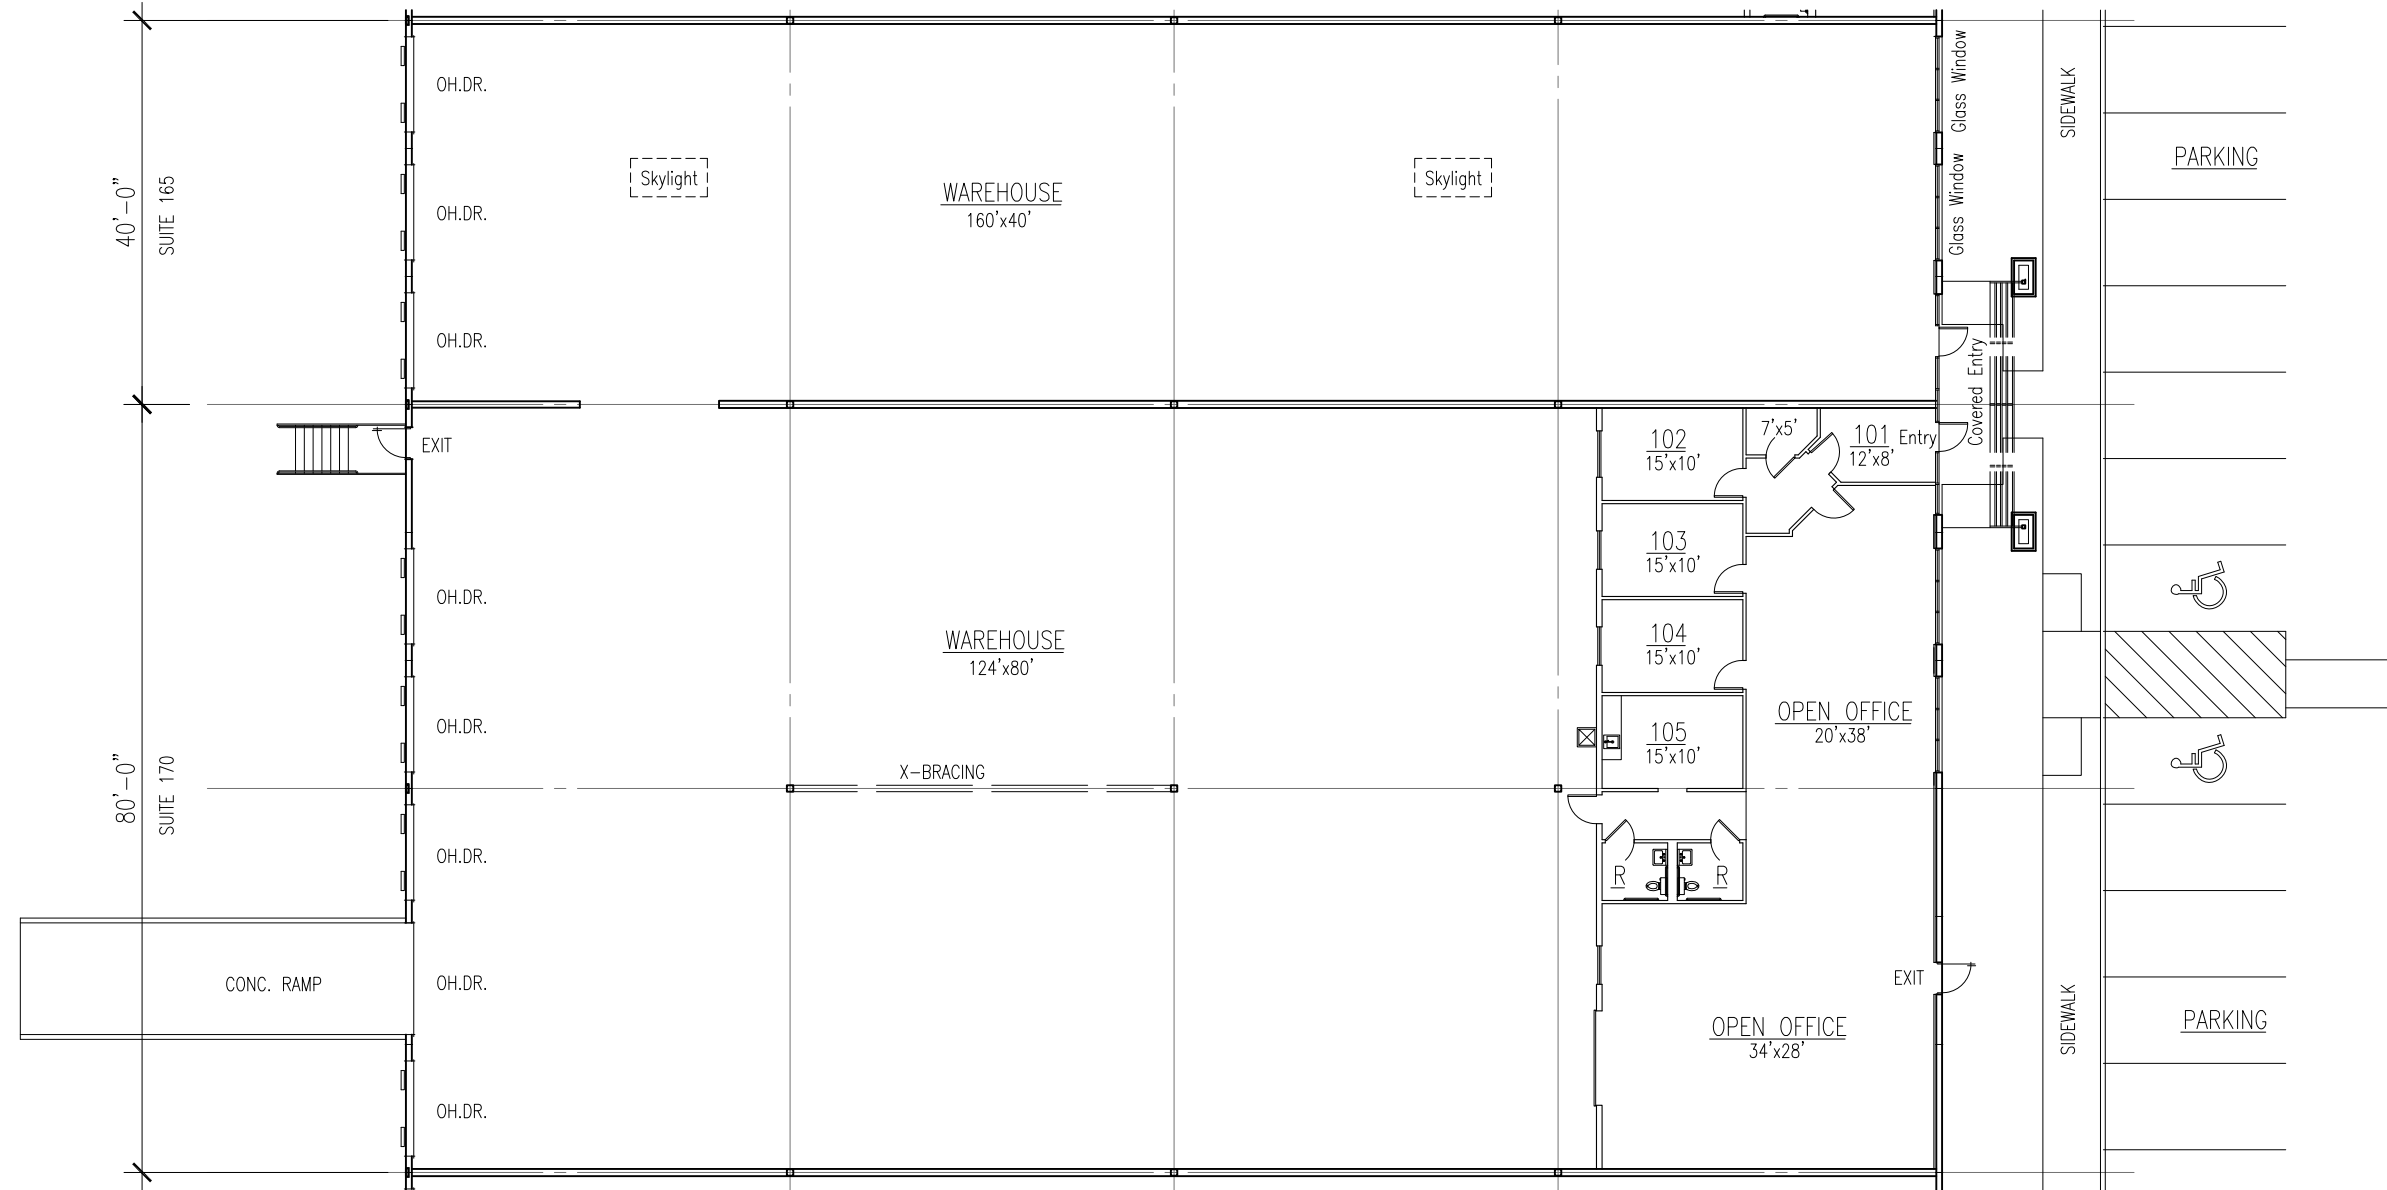 OH.DR.
OH.DR.
OH.DR.
40'-0"
SUITE 165
Skylight
WAREHOUSE
160'x40'
Skylight
Glass Window
Glass Window
SIDEWALK
PARKING
Covered Entry
EXIT
102
15'x10'
7'x5'
101 Entry
12'x8'
103
15'x10'
104
15'x10'
105
15'x10'
OH.DR.
OH.DR.
OH.DR.
OH.DR.
OH.DR.
WAREHOUSE
124'x80'
X-BRACING
80'-0"
SUITE 170
CONC. RAMP
OPEN OFFICE
20'x38'
R
R
EXIT
OPEN OFFICE
34'x28'
SIDEWALK
PARKING